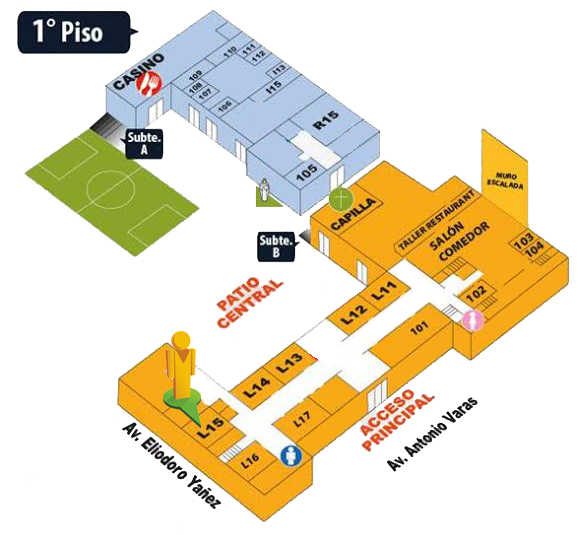 1° Piso
CASINO
109
110
111
112
113
108
107
106
115
R15
105
Subte.
A
MURO
ESCALADA
CAPILLA
TALLER RESTAURANT
SALÓN
COMEDOR
103
104
102
Subte.
B
PATIO
CENTRAL
L11
L12
101
L13
L14
L15
L17
L16
ACCESO
PRINCIPAL
Av. Antonio Varas
Av. Eliodoro Yañez